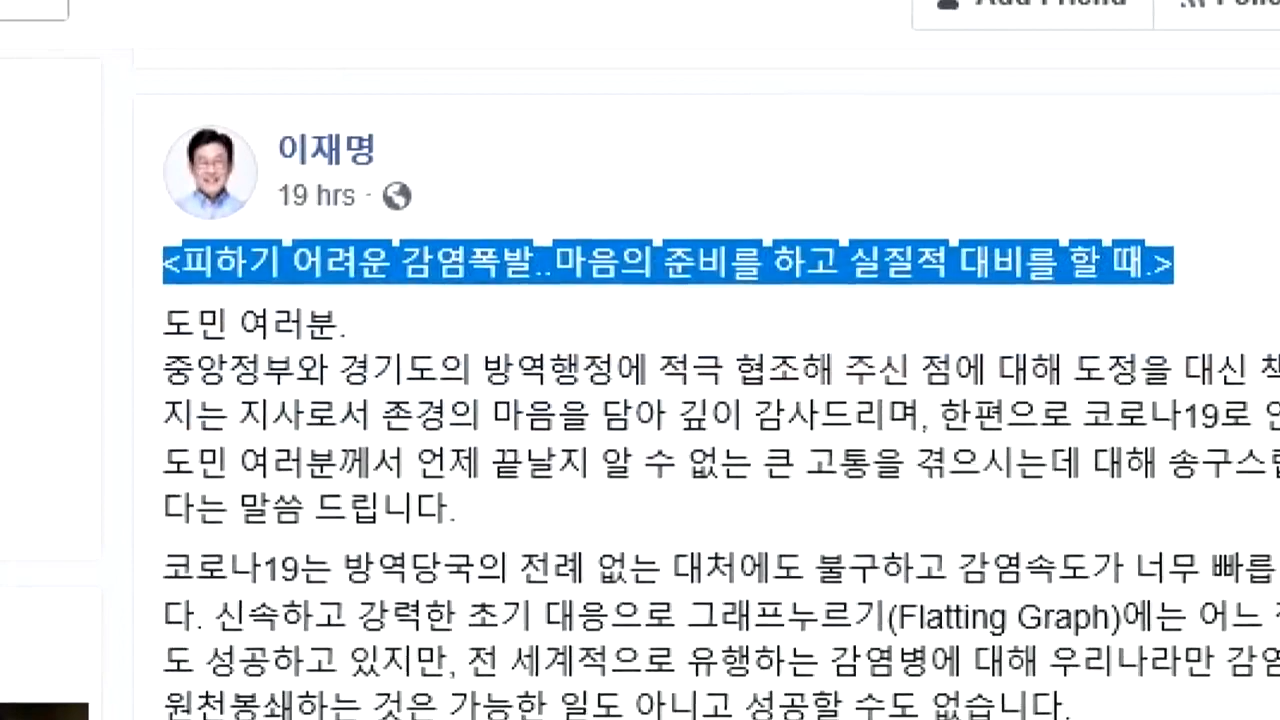 Add Friend
이재명
19 hrs ·
<피하기 어려운 감염폭발..마음의 준비를 하고 실질적 대비를 할 때.>
도민 여러분.
중앙정부와 경기도의 방역행정에 적극 협조해 주신 점에 대해 도정을 대신
지는 지사로서 존경의 마음을 담아 깊이 감사드리며, 한편으로 코로나19로
도민 여러분께서 언제 끝날지 알 수 없는 큰 고통을 겪으시는데 대해
다는 말씀 드립니다.
코로나19는 방역당국의 전례 없는 대처에도 불구하고 감염속도가 너무 빠릅
다. 신속하고 강력한 초기 대응으로 그래프누르기(Flatting Graph)에는 어느
도 성공하고 있지만, 전 세계적으로 유행하는 감염병에 대해 우리나라만
원천봉쇄하는 것은 가능한 일도 아니고 성공할 수도 없습니다.